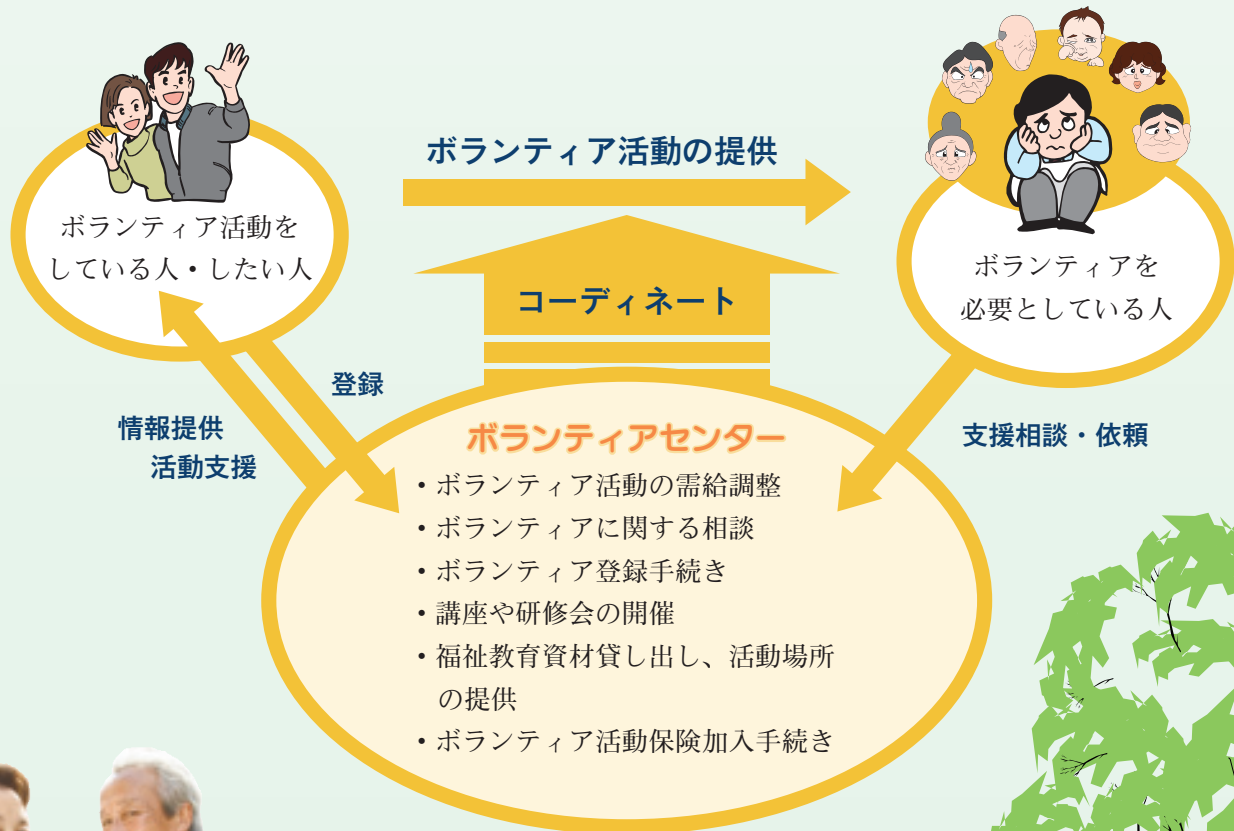 ボランティア活動の提供
ボランティア活動を
している人・したい人
ボランティアを
必要としている人
コーディネート
登録
情報提供
活動支援
支援相談・依頼
ボランティアセンター
・ボランティア活動の需給調整
・ボランティアに関する相談
・ボランティア登録手続き
・講座や研修会の開催
・福祉教育資材貸し出し、活動場所
の提供
・ボランティア活動保険加入手続き